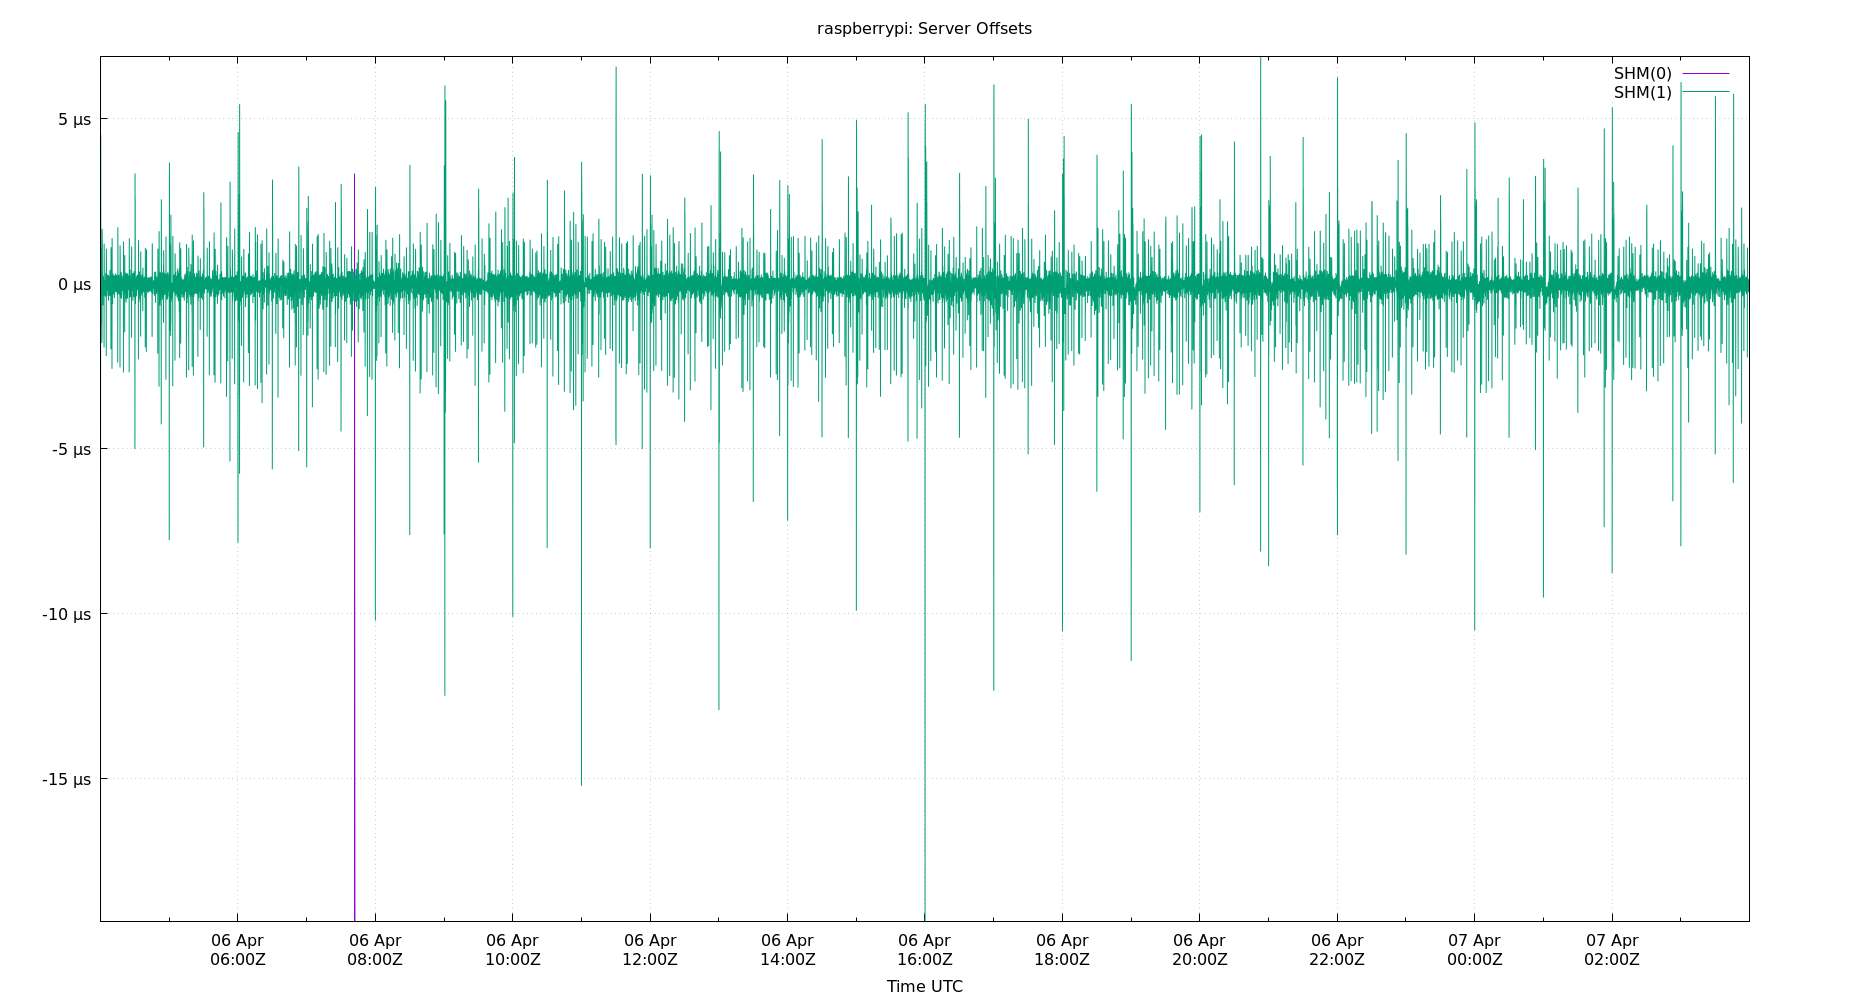 raspberrypi: Server Offsets
SHM(0)
SHM(1)
5 µs
0 µs
-5 µs
-10 µs
-15 µs
06 Apr 06 Apr 06 Apr 06 Apr 06 Apr 06 Apr 06 Apr 06 Apr 06 Apr 07 Apr 07 Apr
06:00Z 08:00Z 10:00Z 12:00Z 14:00Z 16:00Z 18:00Z 20:00Z 22:00Z 00:00Z 02:00Z
Time UTC